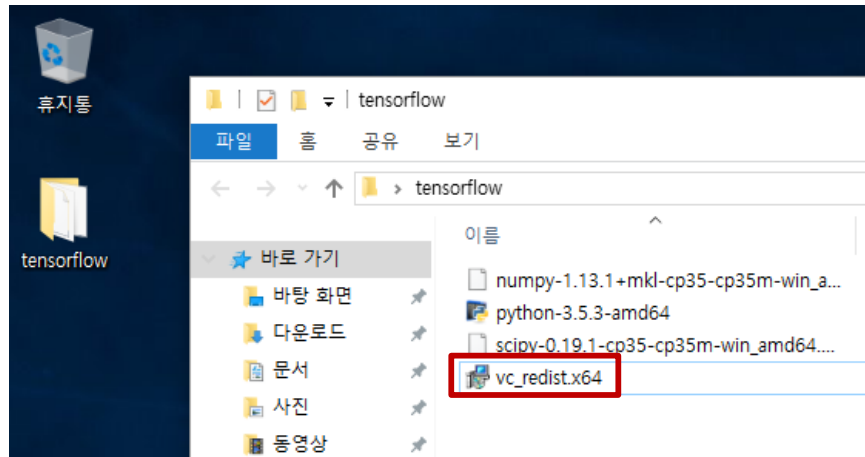 휴지통
tensorflow
tensorflow
파일 홈 공유 보기
tensorflow
이름
바로 가기
바탕 화면
다운로드
문서
사진
동영상
numpy-1.13.1+mkl-cp35-cp35m-win_a...
python-3.5.3-amd64
scipy-0.19.1-cp35-cp35m-win_amd64....
vc_redist.x64